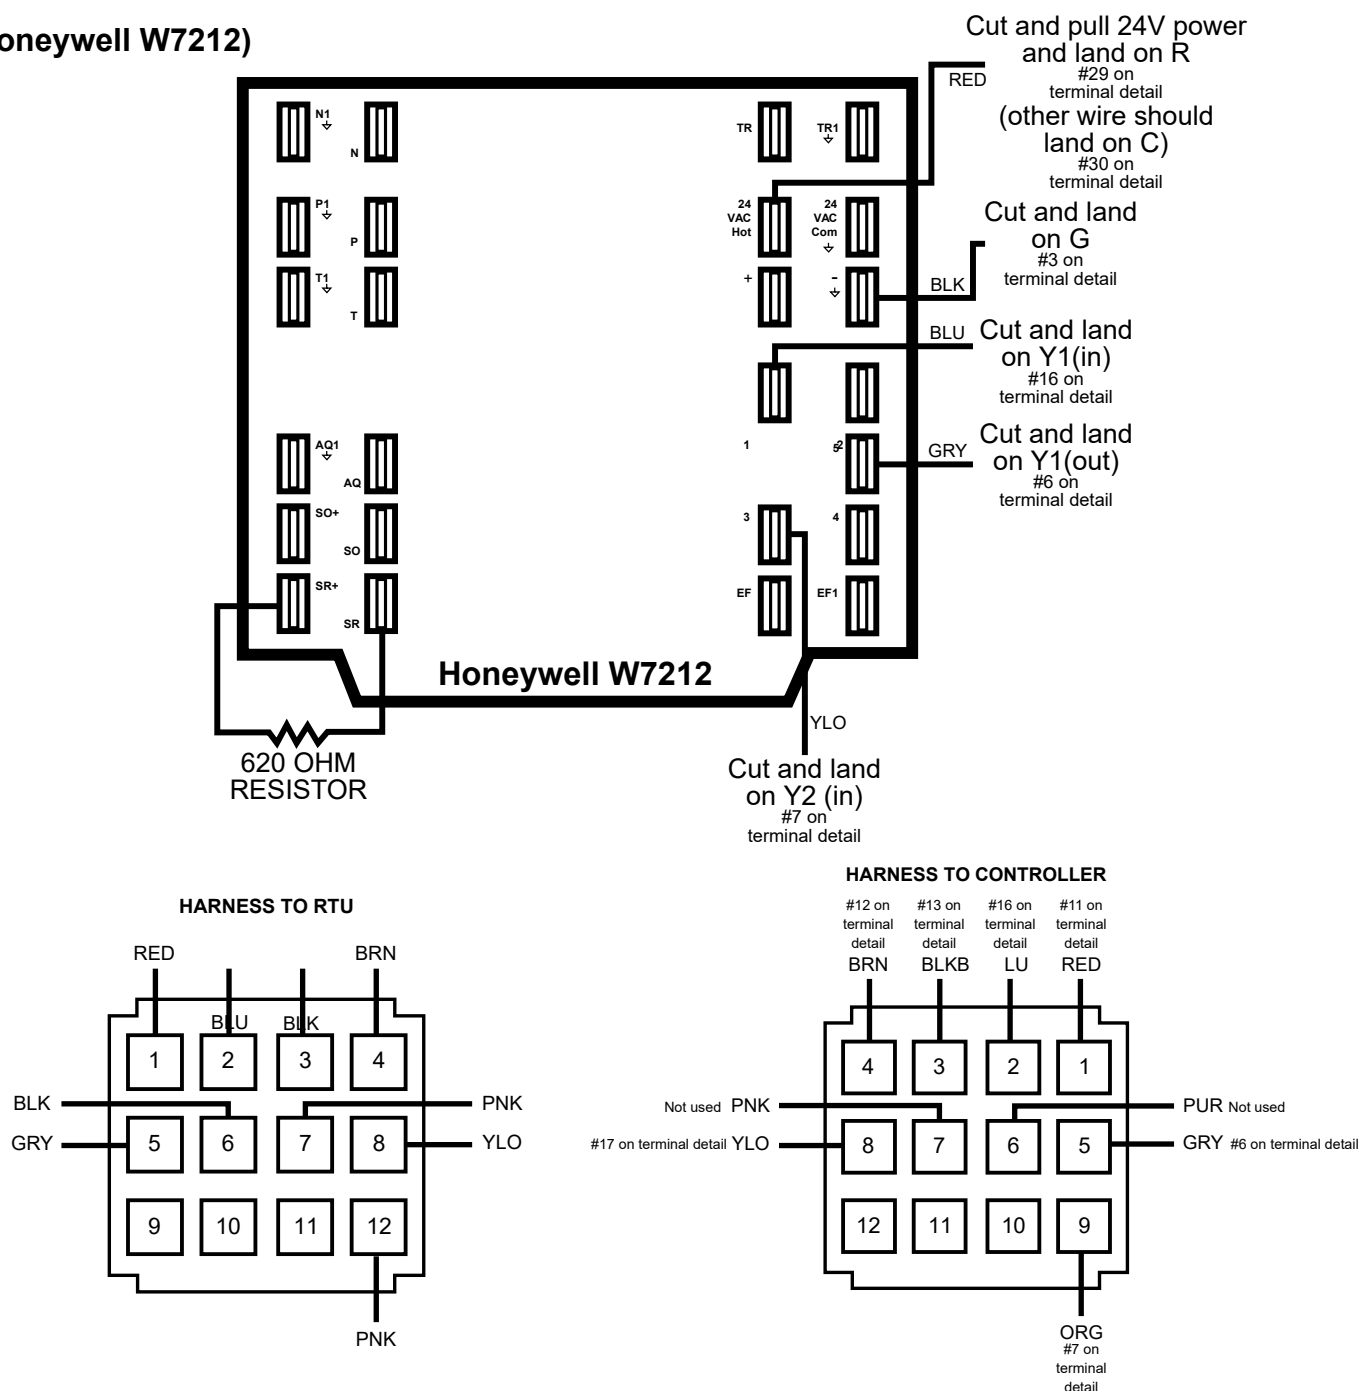 oneywell W7212)
Cut and pull 24V power
and land on R
#29 on
terminal detail
(other wire should
land on C)
#30 on
terminal detail
RED
N1
N
TR
TR1
P1
P
24
VAC
Hot
24
VAC
Com
Cut and land
on G
#3 on
terminal detail
BLK
T1
T
+
-
BLU
Cut and land
on Y1(in)
#16 on
terminal detail
1
2
5
GRY
Cut and land
on Y1(out)
#6 on
terminal detail
AQ1
AQ
SO+
SO
3
4
SR+
SR
EF
EF1
Honeywell W7212
620 OHM
RESISTOR
YLO
Cut and land
on Y2 (in)
#7 on
terminal detail
HARNESS TO RTU
RED
BRN
BLU
BLK
1
2
3
4
BLK
PNK
GRY
5
6
7
8
YLO
9
10
11
12
PNK
HARNESS TO CONTROLLER
#12 on
terminal
detail
BRN
#13 on
terminal
detail
BLKB
#16 on
terminal
detail
LU
#11 on
terminal
detail
RED
4
3
2
1
Not used PNK
PUR Not used
#17 on terminal detail YLO
8
7
6
5
GRY #6 on terminal detail
12
11
10
9
ORG
#7 on
terminal
detail